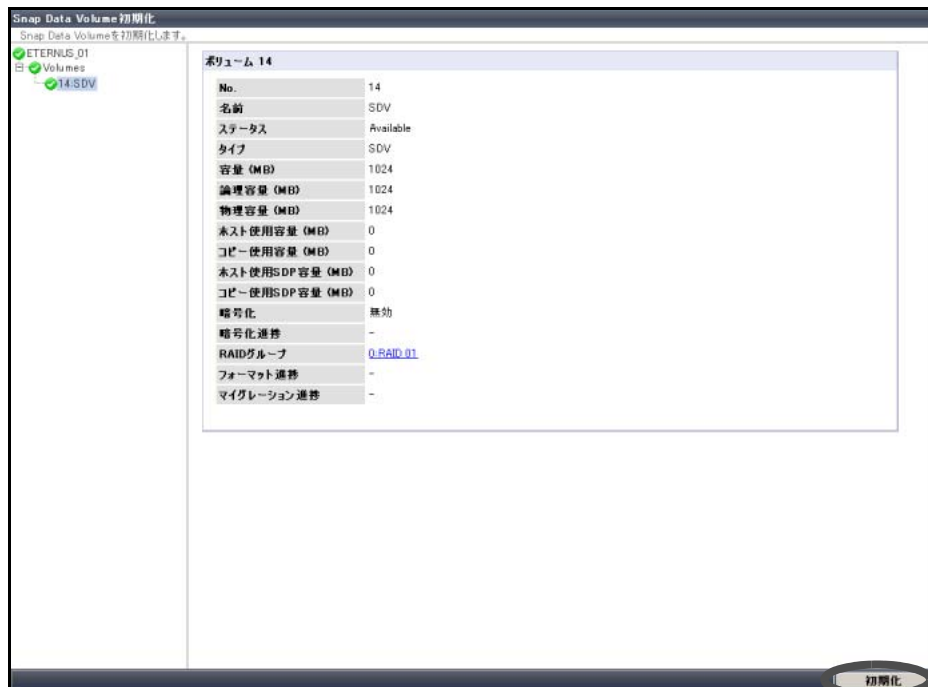 Snap Data Volume初期化
Snap Data Volumeを初期化します。
ETERNUS_01
Volumes
14:SDV
ボリューム 14
No. 14
名前 SDV
ステータス Available
タイプ SDV
容量 (MB) 1024
論理容量 (MB) 1024
物理容量 (MB) 1024
ホスト使用容量 (MB) 0
コピー使用容量 (MB) 0
ホスト使用SDP容量 (MB) 0
コピー使用SDP容量 (MB) 0
暗号化 無効
暗号化進捗 -
RAIDグループ 0:RAID 01
フォーマット進捗 -
マイグレーション進捗 -
初期化